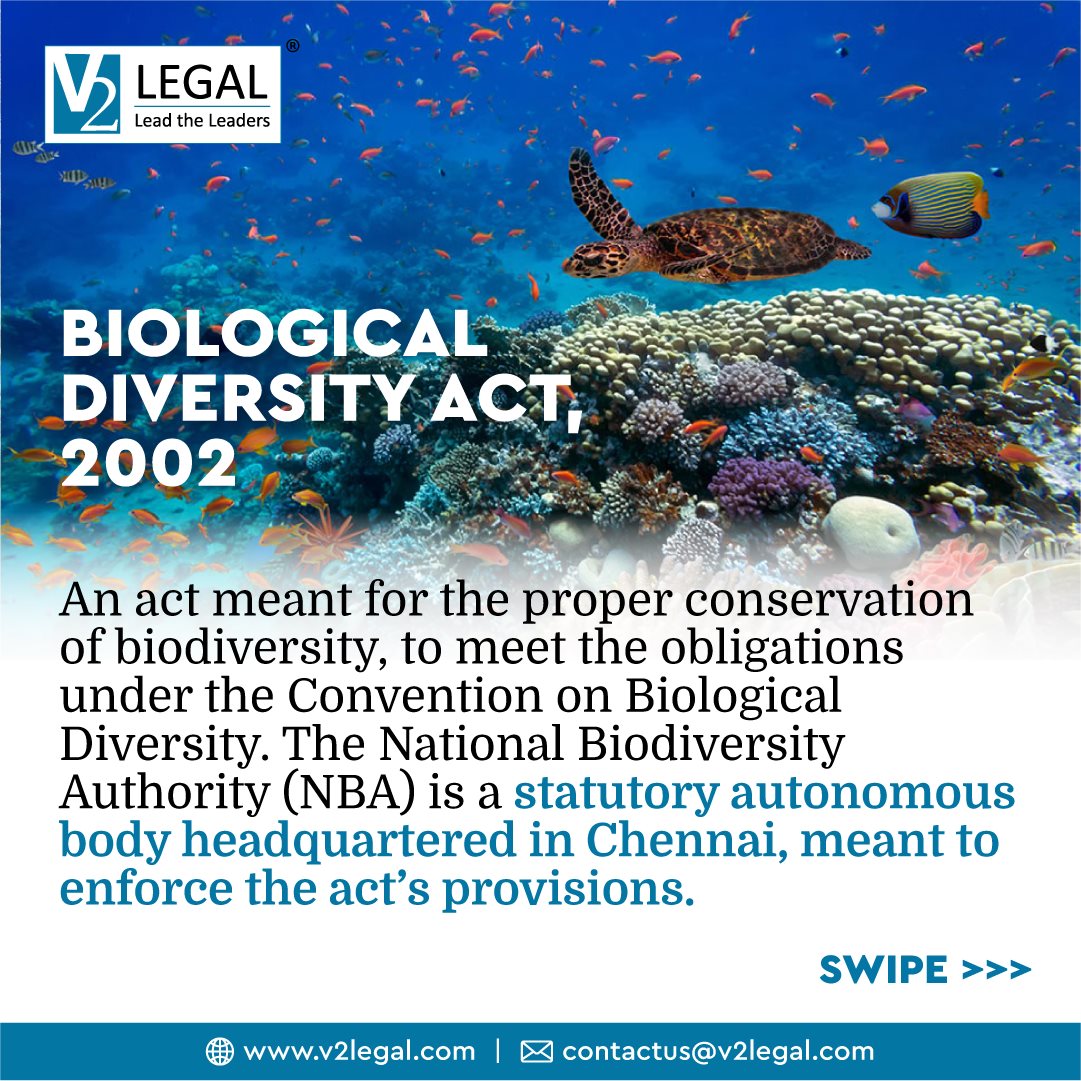 V2 LEGAL ®
Lead the Leaders
BIOLOGICAL
DIVERSITY ACT,
2002
An act meant for the proper conservation
of biodiversity, to meet the obligations
under the Convention on Biological
Diversity. The National Biodiversity
Authority (NBA) is a statutory autonomous
body headquartered in Chennai, meant to
enforce the act’s provisions.
SWIPE >>>
www.v2legal.com | contactus@v2legal.com